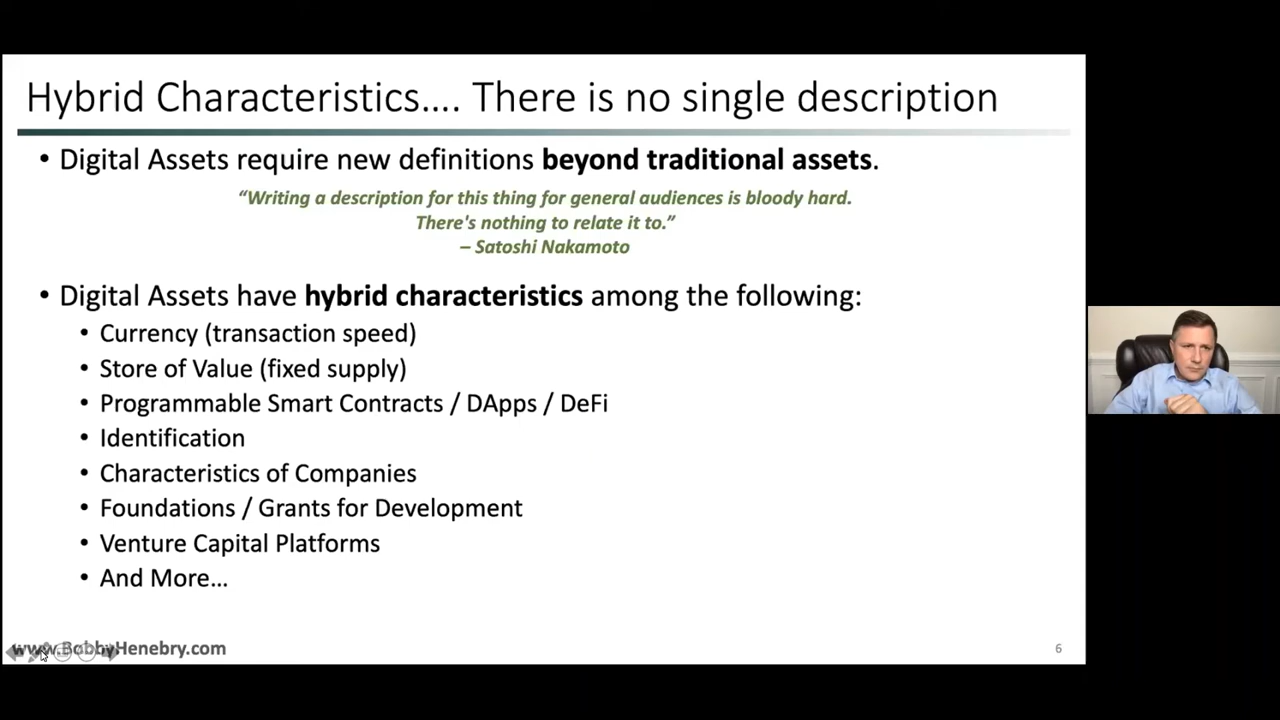 Hybrid Characteristics.... There is no single description
• Digital Assets require new definitions beyond traditional assets.
“Writing a description for this thing for general audiences is bloody hard.
There's nothing to relate it to.”
– Satoshi Nakamoto
• Digital Assets have hybrid characteristics among the following:
• Currency (transaction speed)
• Store of Value (fixed supply)
• Programmable Smart Contracts / DApps / DeFi
• Identification
• Characteristics of Companies
• Foundations / Grants for Development
• Venture Capital Platforms
• And More...
www.BobbyHenebry.com
6